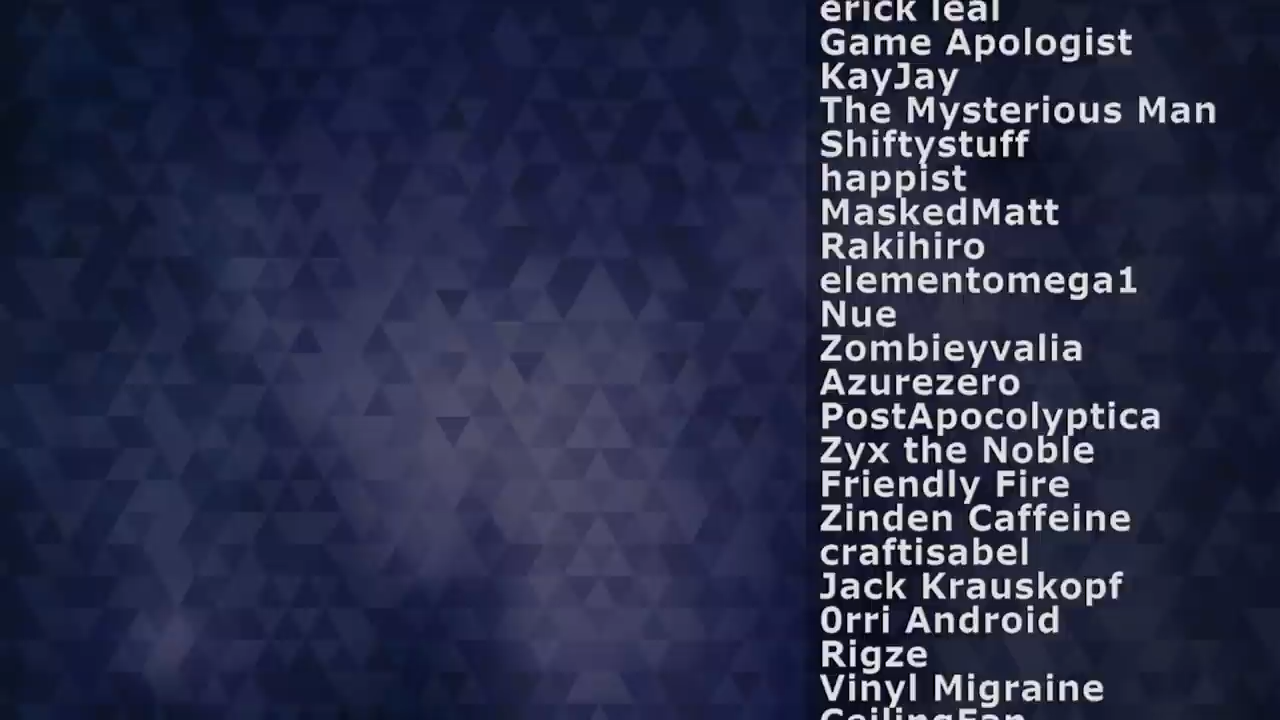 erick leal
Game Apologist
KayJay
The Mysterious Man
Shiftystuff
happist
MaskedMatt
Rakihiro
elementomega1
Nue
Zombieyvalia
Azurezero
PostApocolyptica
Zyx the Noble
Friendly Fire
Zinden Caffeine
craftisabel
Jack Krauskopf
0rri Android
Rigze
Vinyl Migraine
CeilingFan